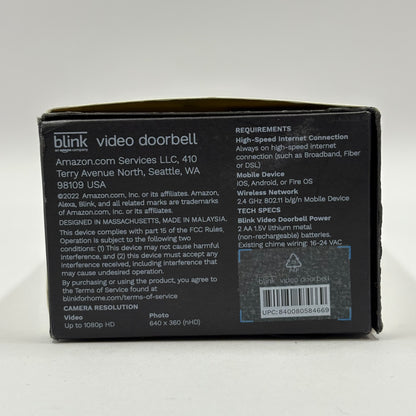 blink video doorbell
AN AMAZON COMPANY
Amazon.com Services LLC, 410
Terry Avenue North, Seattle, WA
98109 USA
©2022 Amazon.com, Inc. or its affiliates. Amazon,
Alexa, Blink, and all related marks are trademarks
of Amazon.com, Inc. or its affiliates.
DESIGNED IN MASSACHUSETTS, MADE IN MALAYSIA.
This device complies with part 15 of the FCC Rules.
Operation is subject to the following two
conditions: (1) This device may not cause harmful
interference, and (2) this device must accept any
interference received, including interference that
may cause undesired operation.
By purchasing or using the device, you agree to
the Terms of Service found at
blinkforhome.com/terms-of-service
CAMERA RESOLUTION
Video Photo
Up to 1080p HD 640 x 360 (nHD)
REQUIREMENTS
High-Speed Internet Connection
Always on high-speed internet
connection (such as Broadband, Fiber
or DSL)
Mobile Device
iOS, Android, or Fire OS
Wireless Network
2.4 GHz 802.11 b/g/n Mobile Device
TECH SPECS
Blink Video Doorbell Power
2 AA 1.5V lithium metal
(non-rechargeable) batteries.
Existing chime wiring: 16-24 VAC
blink video doorbell
UPC: 840080584669